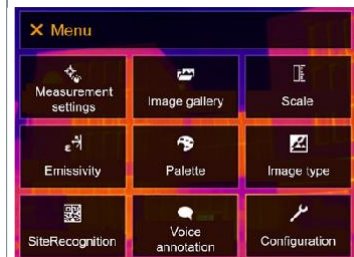 X Menu
Measurement
settings
Image gallery
Scale
ε
Emissivity
Palette
Image type
SiteRecognition
Voice
annotation
Configuration